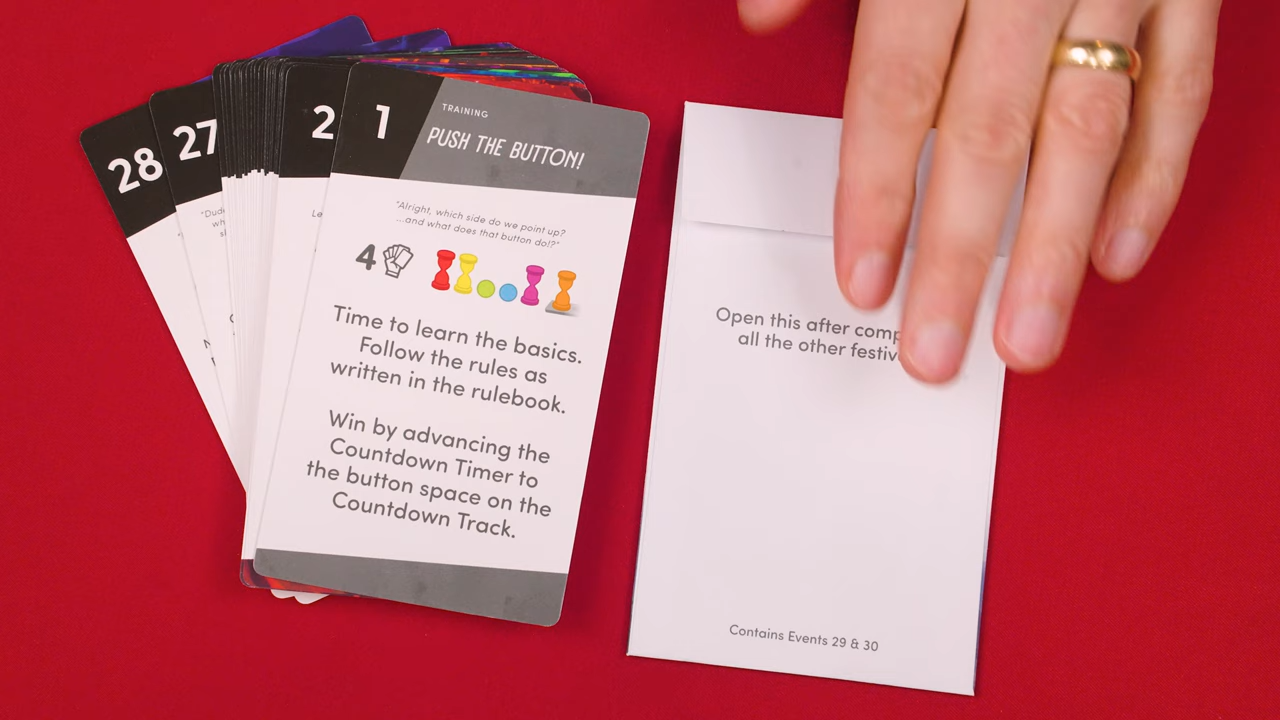 28
27
2
1
TRAINING
PUSH THE BUTTON!
"Alright, which side do we point up?
...and what does that button do!?"
4
Time to learn the basics.
Follow the rules as
written in the rulebook.
Win by advancing the
Countdown Timer to
the button space on the
Countdown Track.
Open this after
all the other
Contains Events 29 & 30